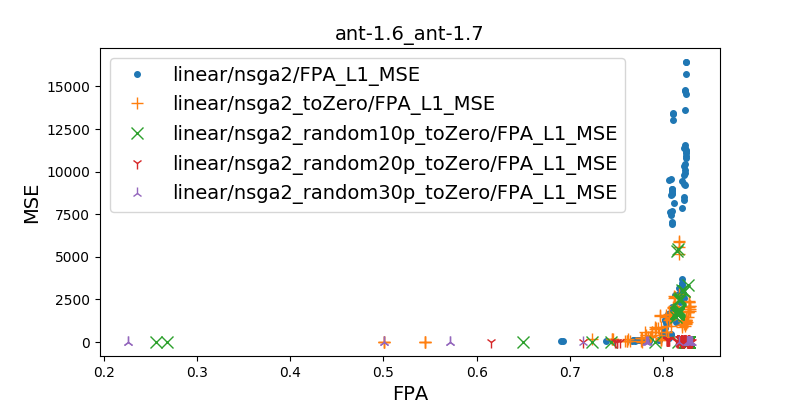 ant-1.6_ant-1.7
linear/nsga2/FPA_L1_MSE
linear/nsga2_toZero/FPA_L1_MSE
linear/nsga2_random10p_toZero/FPA_L1_MSE
linear/nsga2_random20p_toZero/FPA_L1_MSE
linear/nsga2_random30p_toZero/FPA_L1_MSE
MSE
15000
12500
10000
7500
5000
2500
0
0.2 0.3 0.4 0.5 0.6 0.7 0.8
FPA